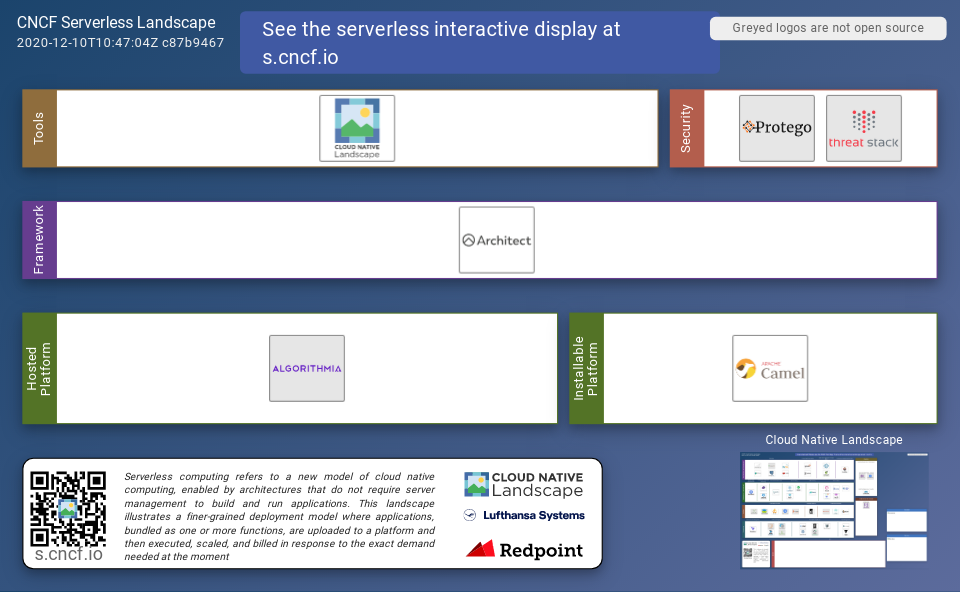 CNCF Serverless Landscape
2020-12-10T10:47:04Z c87b9467
See the serverless interactive display at
s.cncf.io
Greyed logos are not open source
Tools
CLOUD NATIVE
Landscape
Security
Protego
threat stack
Framework
Architect
Hosted
Platform
ALGORITHMIA
Installable
Platform
APACHE
Camel
Cloud Native Landscape
s.cncf.io
Serverless computing refers to a new model of cloud native
computing, enabled by architectures that do not require server
management to build and run applications. This landscape
illustrates a finer-grained deployment model where applications,
bundled as one or more functions, are uploaded to a platform and
then executed, scaled, and billed in response to the exact demand
needed at the moment
CLOUD NATIVE
Landscape
Lufthansa Systems
Redpoint